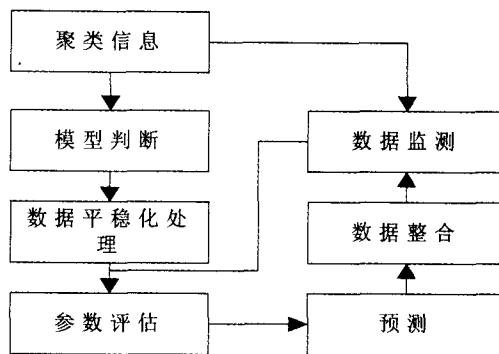 聚类信息
模型判断
数据监测
数据平稳化处
理
数据整合
参数评估
预测